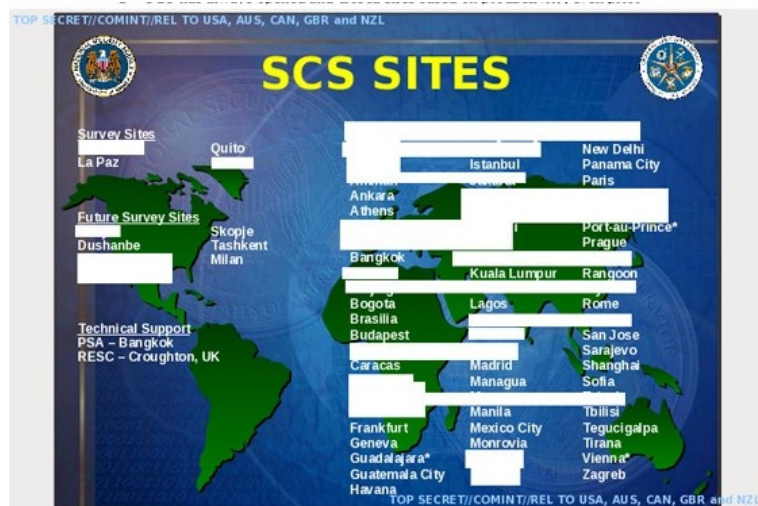 TOP SECRET//COMINT//REL TO USA, AUS, CAN, GBR and NZL
SCS SITES
Survey Sites
La Paz
Quito
Future Survey Sites
Dushanbe
Skopje
Tashkent
Milan
Technical Support
PSA – Bangkok
RESC – Croughton, UK
Ankara
Athens
Bangkok
Bogota
Brasilia
Budapest
Caracas
Frankfurt
Geneva
Guadalajara*
Guatemala City
Havana
Istanbul
Kuala Lumpur
Lagos
Madrid
Managua
Manila
Mexico City
Monrovia
New Delhi
Panama City
Paris
Port-au-Prince*
Prague
Rangoon
Rome
San Jose
Sarajevo
Shanghai
Sofia
Tbilisi
Tegucigalpa
Tirana
Vienna*
Zagreb
TOP SECRET//COMINT//REL TO USA, AUS, CAN, GBR and NZL